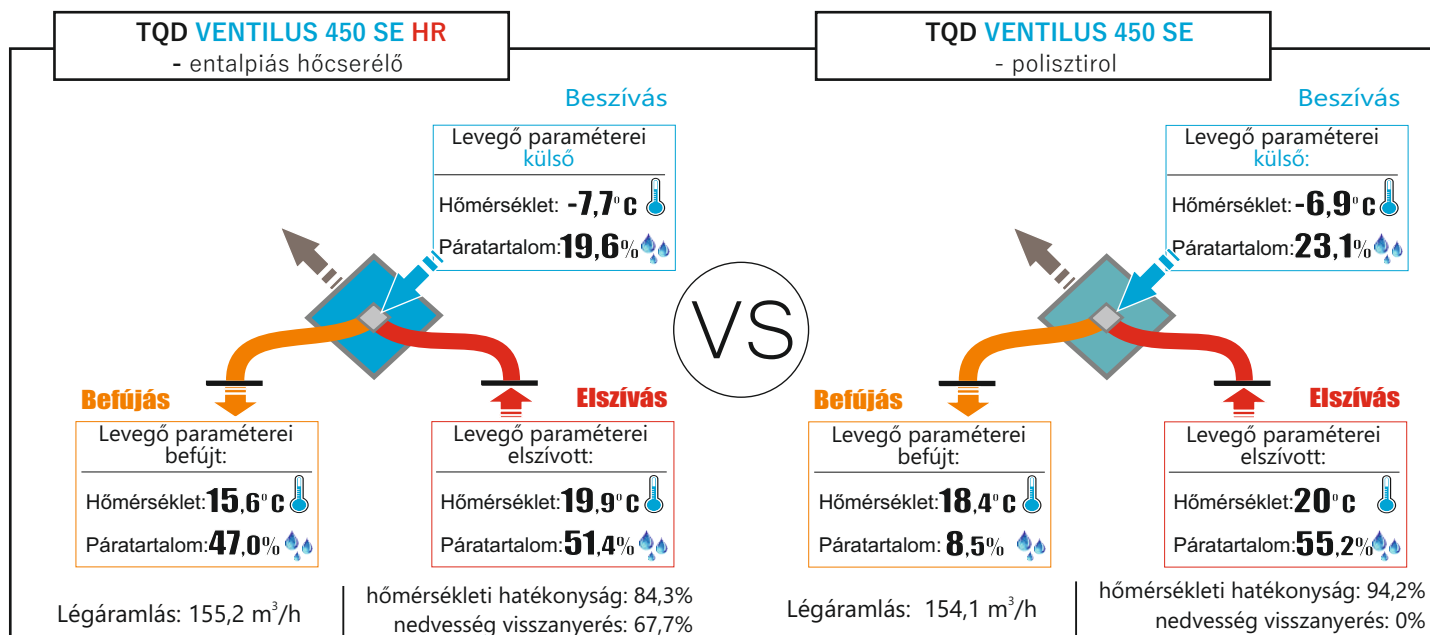 TQD VENTILUS 450 SE HR
- entalpiás hőcserélő
Beszívás
Levegő paraméterei
külső
Hőmérséklet: -7,7°C
Páratartalom: 19,6%
Befújás
Levegő paraméterei
befújt:
Hőmérséklet: 15,6°C
Páratartalom: 47,0%
Elszívás
Levegő paraméterei
elszívott:
Hőmérséklet: 19,9°C
Páratartalom: 51,4%
Légáramlás: 155,2 m³/h
hőmérsékleti hatékonyság: 84,3%
nedvesség visszanyerés: 67,7%
VS
TQD VENTILUS 450 SE
- polisztirol
Beszívás
Levegő paraméterei
külső:
Hőmérséklet: -6,9°C
Páratartalom: 23,1%
Befújás
Levegő paraméterei
befújt:
Hőmérséklet: 18,4°C
Páratartalom: 8,5%
Elszívás
Levegő paraméterei
elszívott:
Hőmérséklet: 20°C
Páratartalom: 55,2%
Légáramlás: 154,1 m³/h
hőmérsékleti hatékonyság: 94,2%
nedvesség visszanyerés: 0%